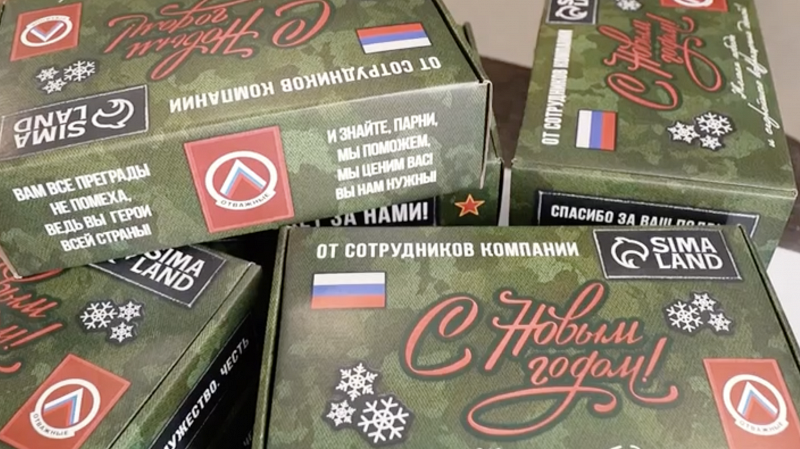 С Новым
годом!
ОТ СОТРУДНИКОВ КОМПАНИИ
SIMA
LAND
ВАМ ВСЕ ПРЕГРАДЫ
НЕ ПОМЕХА,
ВЕДЬ ВЫ ГЕРОИ
ВСЕЙ СТРАНЫ!
ОТВАЖНЫЕ
И ЗНАЙТЕ, ПАРНИ,
МЫ ПОМОЖЕМ,
МЫ ЦЕНИМ ВАС!
ВЫ НАМ НУЖНЫ!
ЗА НАМИ!
SIMA
LAND
ОТ СОТРУДНИКОВ КОМПАНИИ
С Новым
годом!
СПАСИБО ЗА ВАШ
SIMA
LAND
ОТВАЖНЫЕ
МУЖЕСТВО. ЧЕСТЬ
ОТ СОТРУДНИКОВ КОМПАНИИ
SIMA
LAND
С Новым
годом!
ОТВАЖНЫЕ